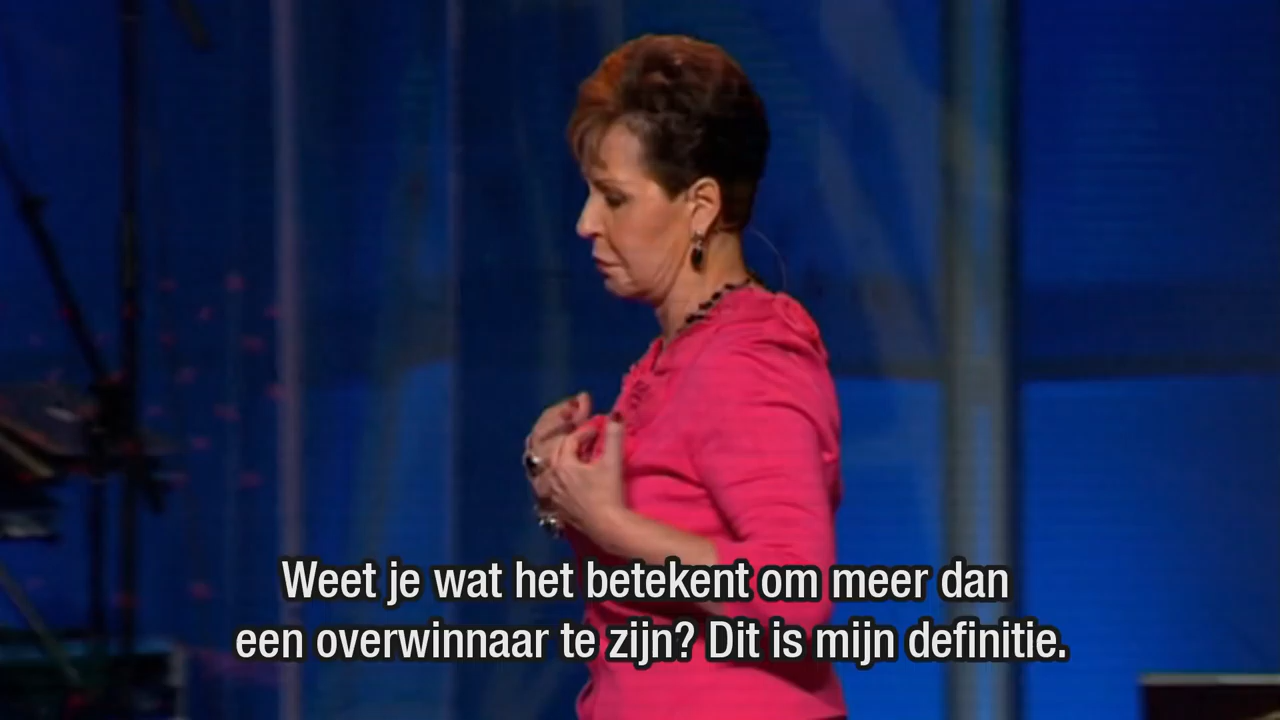 Weet je wat het betekent om meer dan
een overwinnaar te zijn? Dit is mijn definitie.